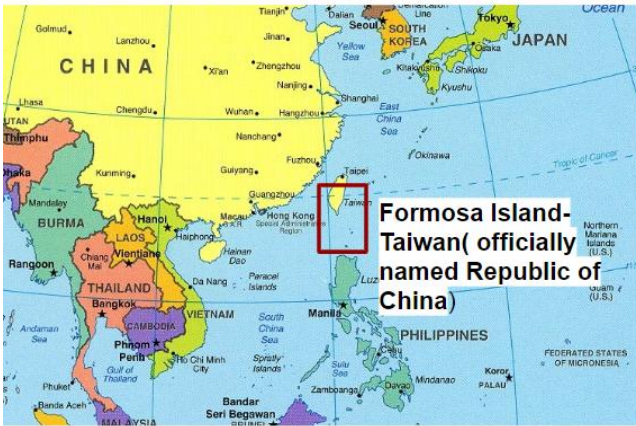 Ocean
Tianjin
Dalian
Demarcation
Line
Golmud
Seoul
SOUTH
KOREA
Tokyo
JAPAN
Lanzhou
Jinan
Yellow
Sea
Osaka
CHINA
Xi'an
Zhengzhou
Kitakyushu
Shikoku
Kyushu
Nanjing
Lhasa
Chengdu
Wuhan
Hangzhou
Shanghai
East
China
Sea
UTAN
Thimphu
Nanchang
Okinawa
Tropic of Cancer
Dhaka
Kunming
Guiyang
Fuzhou
Taipei
Mandalay
Guangzhou
Taiwan
BURMA
Hanoi
Macau
S.A.R.
Hong Kong
Special Administrative
Region
Formosa Island-
Taiwan( officially
named Republic of
China)
Northern
Mariana
Islands
(U.S.)
Guam
(U.S.)
LAOS
Haiphong
Chiang
Mai
Vientiane
Hainan
Dao
Rangoon
Da Nang
Paracel
Islands
Luz
THAILAND
Bangkok
VIETNAM
South
China
Sea
Manila
PHILIPPINES
Andaman
Sea
CAMBODIA
Phnom
Penh
Ho Chi Minh
City
Gulf of
Thailand
Spratly
Islands
Sulu
Sea
Cebu
FEDERATED STATES
OF MICRONESIA
Phuket
Zamboanga
Davao
Mindanao
Koror
PALAU
Banda Aceh
Bandar
Seri Begawan
MALAYSIA
BRUNEI